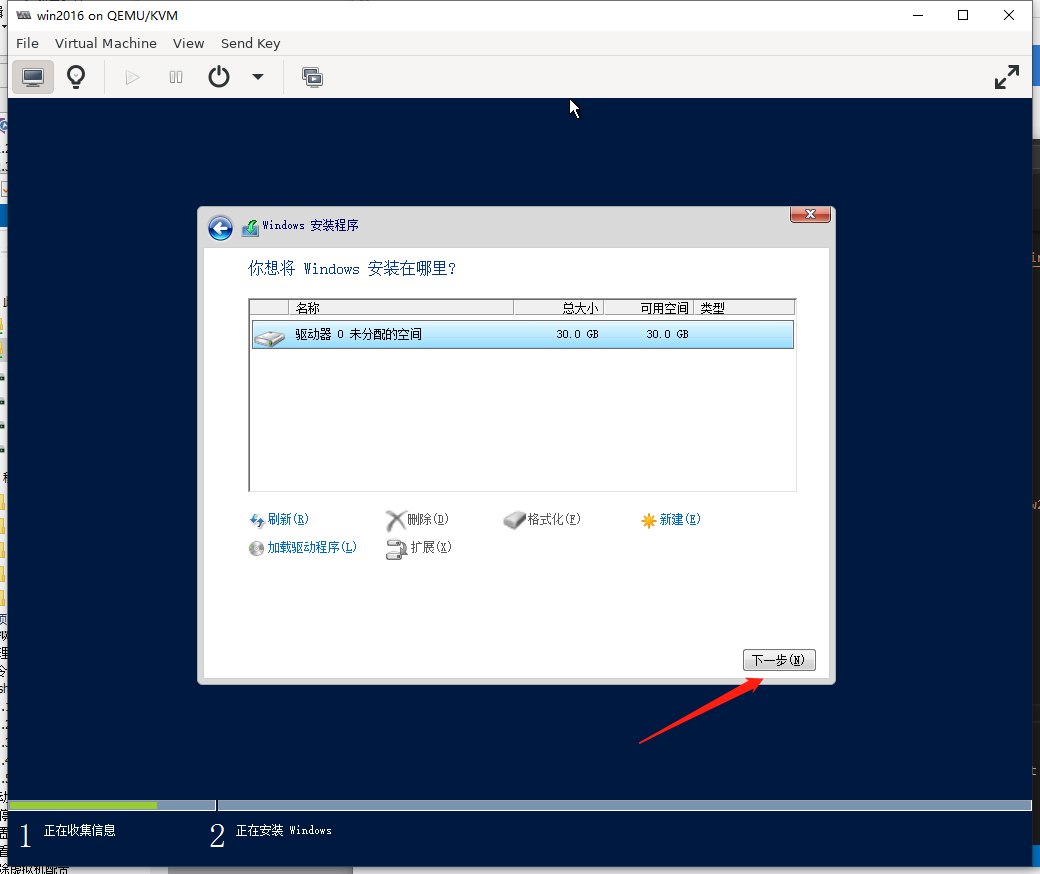 win2016 on QEMU/KVM
File Virtual Machine View Send Key
Windows 安装程序
你想将 Windows 安装在哪里?
名称 总大小 可用空间 类型
驱动器 0 未分配的空间 30.0 GB 30.0 GB
刷新(R) 删除(D) 格式化(F) 新建(E)
加载驱动程序(L) 扩展(X)
下一步(N)
1 正在收集信息 2 正在安装 Windows